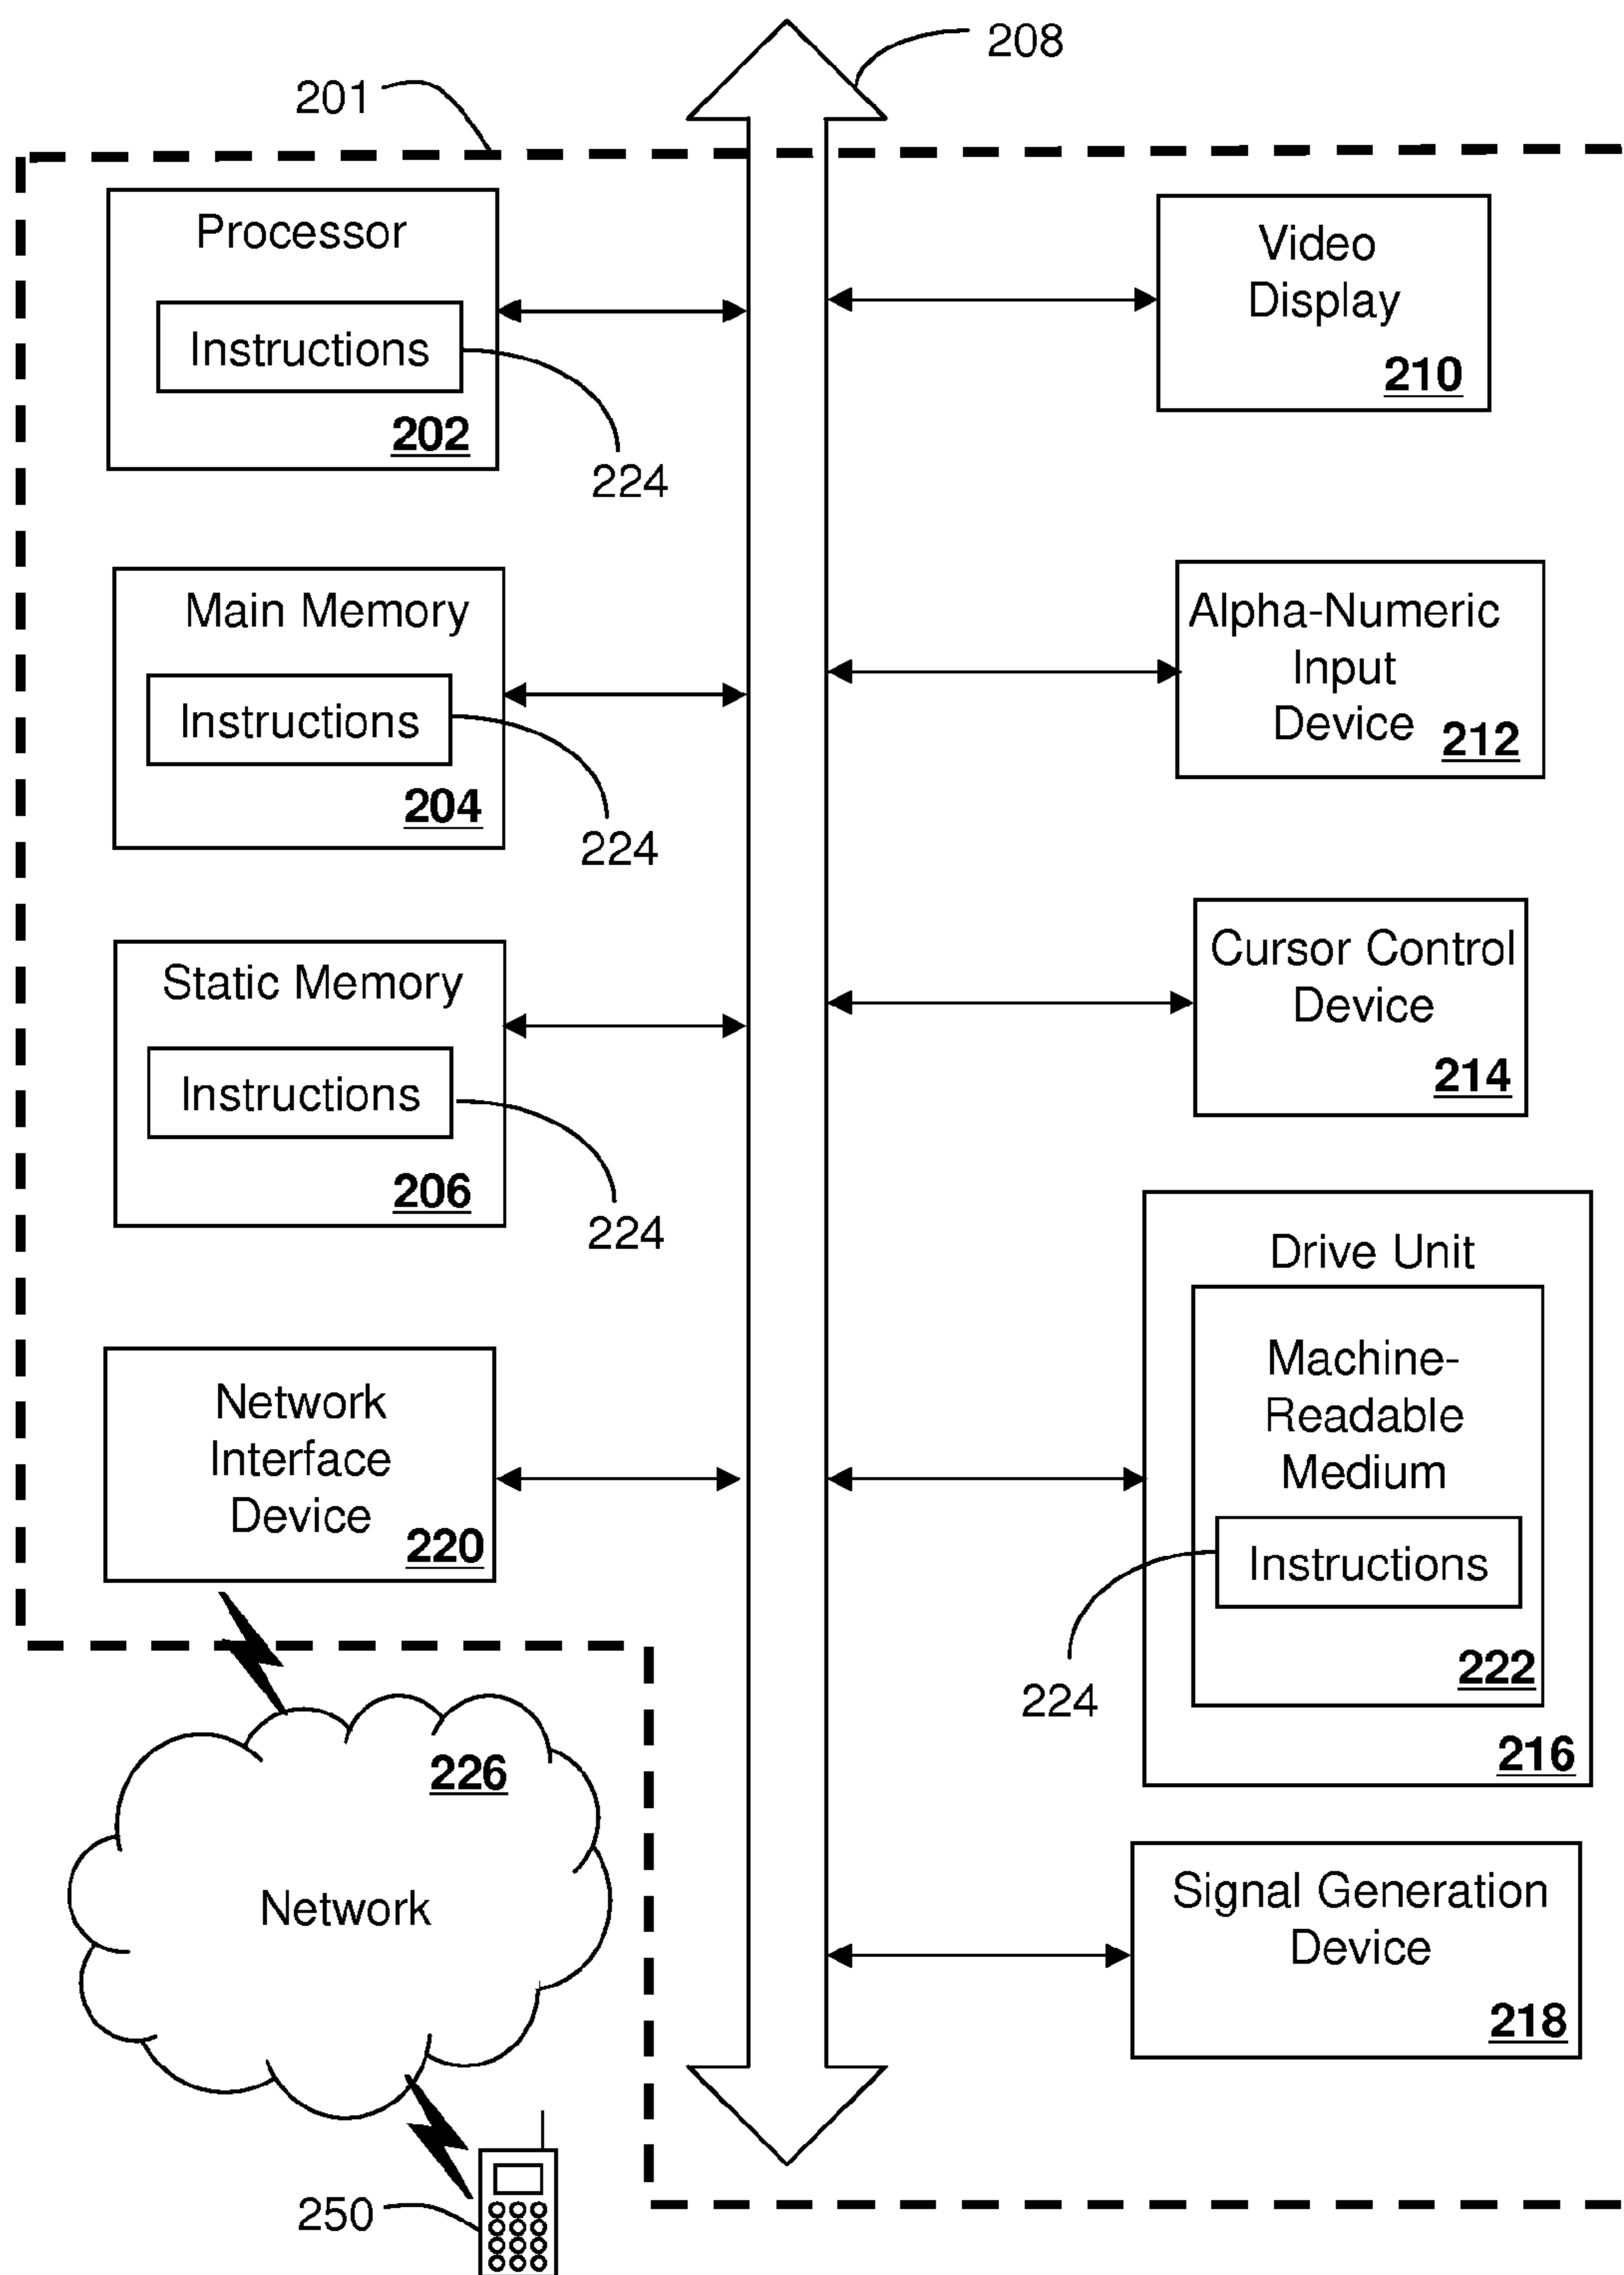 208
201
Processor
Instructions
202
224
Video
Display
210
Main Memory
Instructions
204
224
Alpha-Numeric
Input
Device
212
Static Memory
Instructions
206
224
Cursor Control
Device
214
Network
Interface
Device
220
Drive Unit
Machine-
Readable
Medium
Instructions
222
224
216
226
Network
Signal Generation
Device
218
250